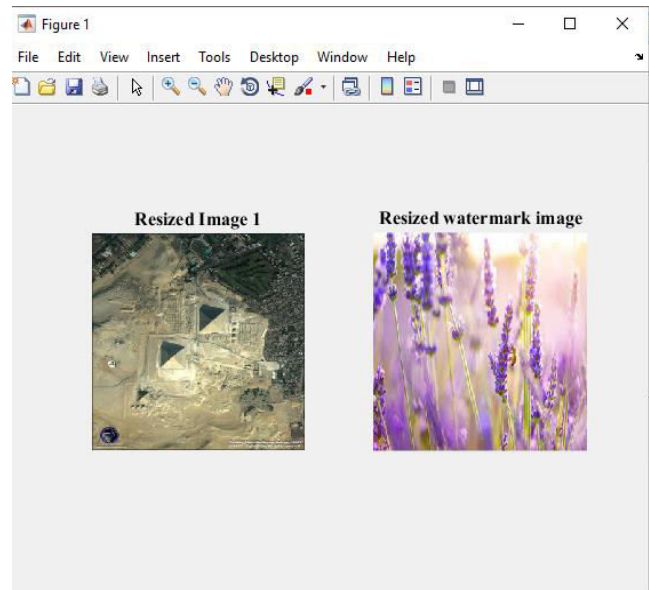 Figure 1
File Edit View Insert Tools Desktop Window Help
Resized Image 1
Resized watermark image